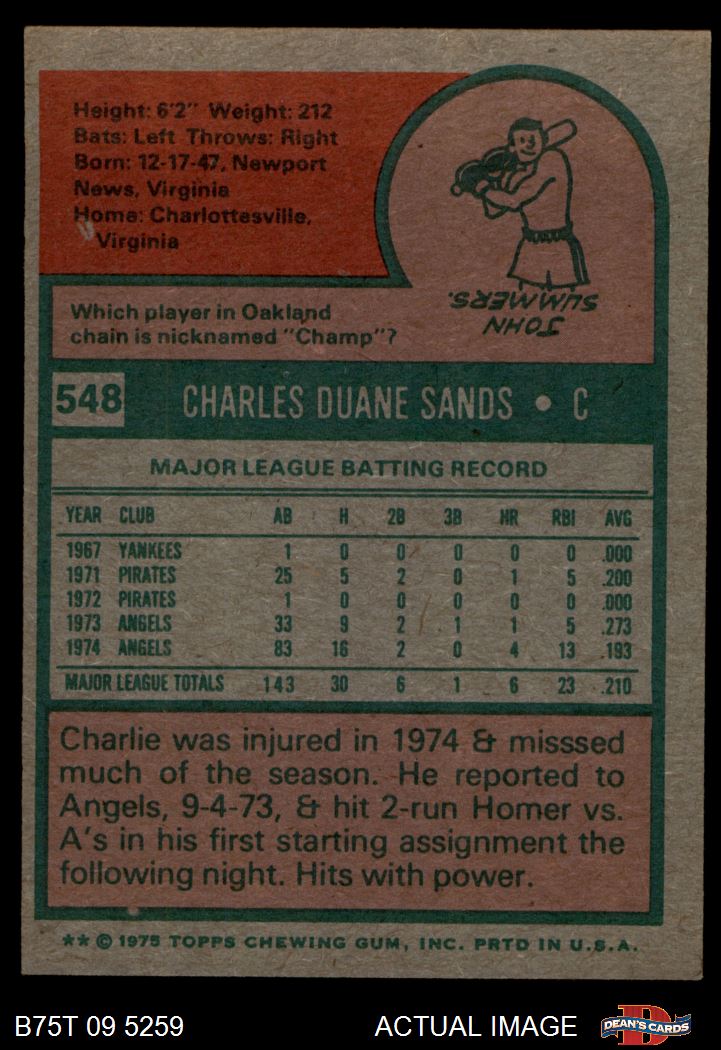 Height: 6'2" Weight: 212
Bats: Left Throws: Right
Born: 12-17-47, Newport
News, Virginia
Home: Charlottesville,
Virginia
Which player in Oakland
chain is nicknamed "Champ"?
JOHN
SUMMERS.
548 CHARLES DUANE SANDS • C
MAJOR LEAGUE BATTING RECORD
YEAR CLUB AB H 2B 3B HR RBI AVG
1967 YANKEES 1 0 0 0 0 0 .000
1971 PIRATES 25 5 2 0 1 5 .200
1972 PIRATES 1 0 0 0 0 0 .000
1973 ANGELS 33 9 2 1 1 5 .273
1974 ANGELS 83 16 2 0 4 13 .193
MAJOR LEAGUE TOTALS 143 30 6 1 6 23 .210
Charlie was injured in 1974 & misssed
much of the season. He reported to
Angels, 9-4-73, & hit 2-run Homer vs.
A's in his first starting assignment the
following night. Hits with power.
** © 1975 TOPPS CHEWING GUM, INC. PRTD IN U.S.A.
B75T 09 5259 ACTUAL IMAGE D DEAN'S CARDS